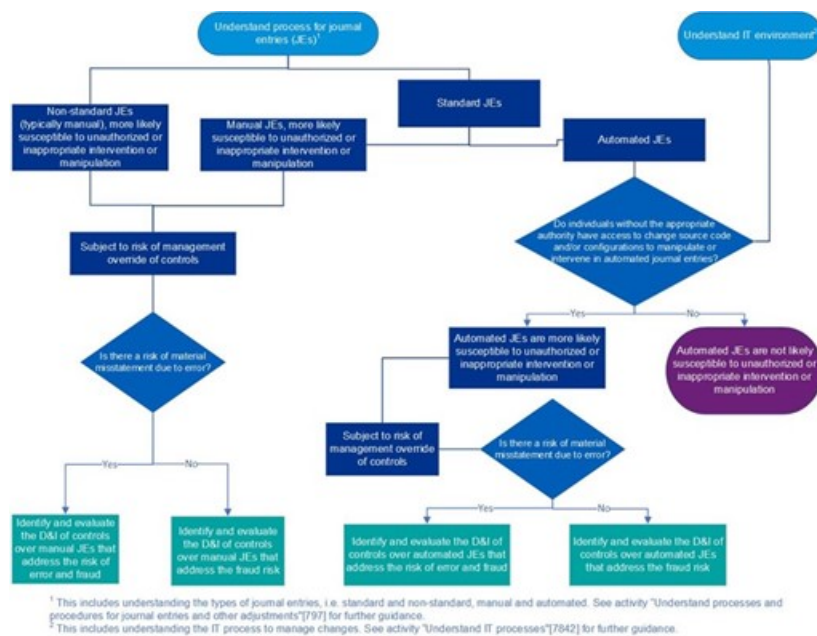 Understand process for journal
entries (JEs)¹
Understand IT environment²
Non-standard JEs
(typically manual), more likely
susceptible to unauthorized or
inappropriate intervention or
manipulation
Manual JEs, more likely
susceptible to unauthorized or
inappropriate intervention or
manipulation
Standard JEs
Automated JEs
Subject to risk of management
override of controls
Do individuals without the appropriate
authority have access to change source code
and/or configurations to manipulate or
intervene in automated journal entries?
Yes
No
Is there a risk of material
misstatement due to error?
Automated JEs are more likely
susceptible to unauthorized or
inappropriate intervention or
manipulation
Automated JEs are not likely
susceptible to unauthorized or
inappropriate intervention or
manipulation
Subject to risk of
management override
of controls
Is there a risk of material
misstatement due to error?
Yes
No
Yes
No
Identify and evaluate
the D&I of controls
over manual JEs that
address the risk of
error and fraud
Identify and evaluate
the D&I of controls
over manual JEs that
address the fraud risk
Identify and evaluate the D&I of
controls over automated JEs that
address the risk of error and fraud
Identify and evaluate the D&I of
controls over automated JEs
that address the fraud risk
¹ This includes understanding the types of journal entries, i.e. standard and non-standard, manual and automated. See activity "Understand processes and
procedures for journal entries and other adjustments"[797] for further guidance.
² This includes understanding the IT process to manage changes. See activity "Understand IT processes"[7842] for further guidance.